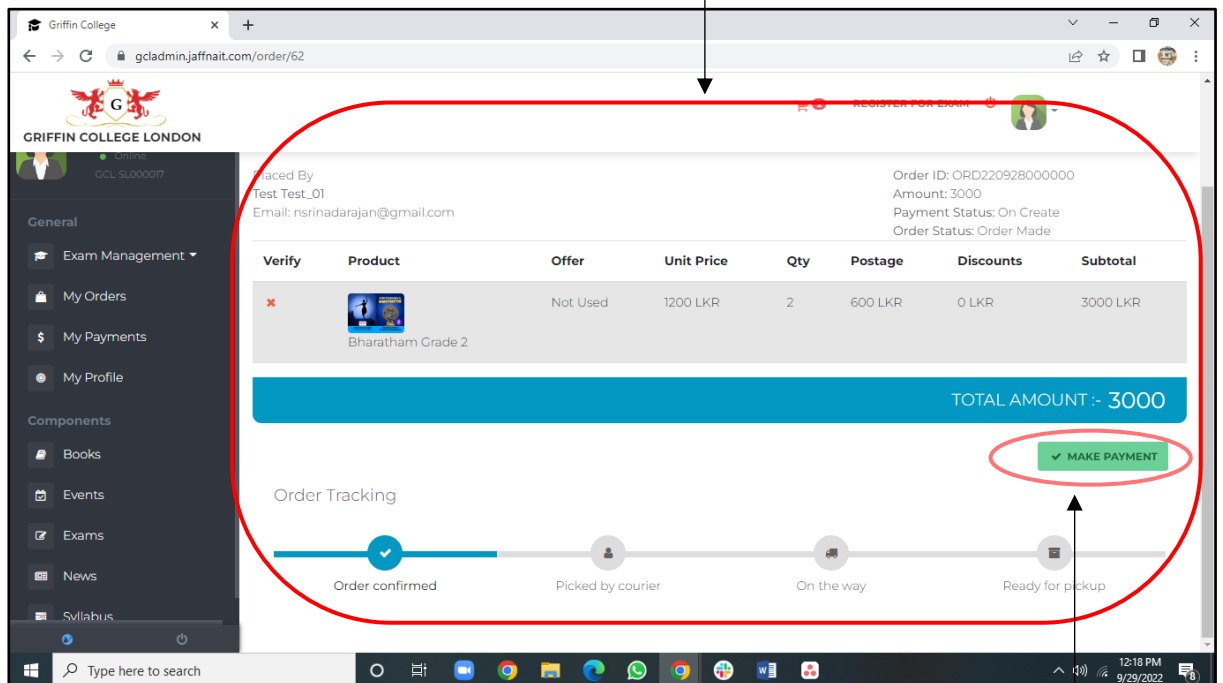 Griffin College
gcladmin.jaffnait.com/order/62
G
GRIFFIN COLLEGE LONDON
REGISTER FOR EXAM
Online
GCL-SL000017
General
Exam Management
My Orders
My Payments
My Profile
Components
Books
Events
Exams
News
Syllabus
Placed By
Test Test_01
Email: nsrinadarajan@gmail.com
Order ID: ORD220928000000
Amount: 3000
Payment Status: On Create
Order Status: Order Made
Verify Product Offer Unit Price Qty Postage Discounts Subtotal
Not Used 1200 LKR 2 600 LKR 0 LKR 3000 LKR
Bharatham Grade 2
TOTAL AMOUNT :- 3000
MAKE PAYMENT
Order Tracking
Order confirmed Picked by courier On the way Ready for pickup
Type here to search
12:18 PM
9/29/2022
8